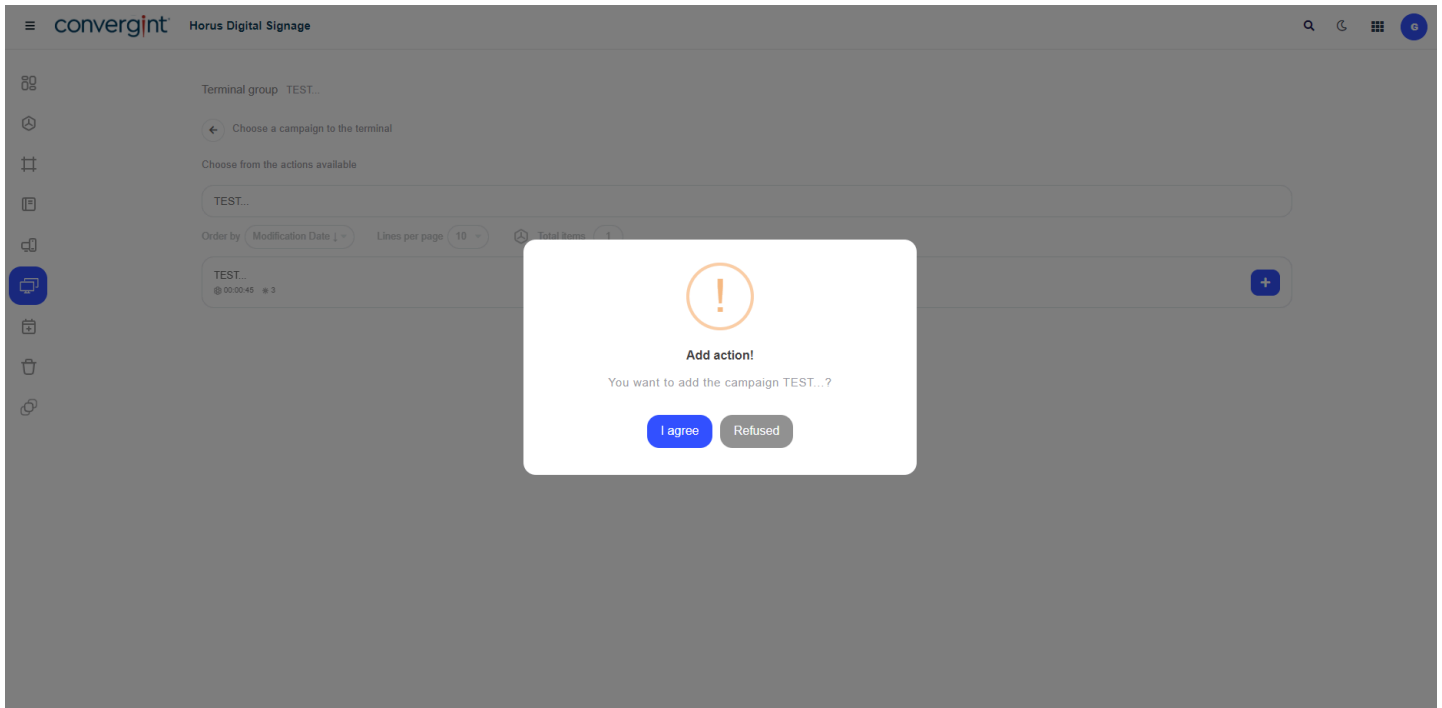 convergint Horus Digital Signage
G
Terminal group TEST...
Choose a campaign to the terminal
Choose from the actions available
TEST...
Order by Modification Date ↓ Lines per page 10 Total items 1
TEST...
00:00:45 3
+
!
Add action!
You want to add the campaign TEST...?
I agree Refused